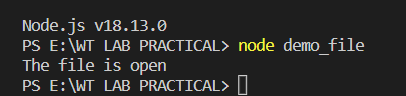 Node.js v18.13.0
PS E:\WT LAB PRACTICAL> node demo_file
The file is open
PS E:\WT LAB PRACTICAL>